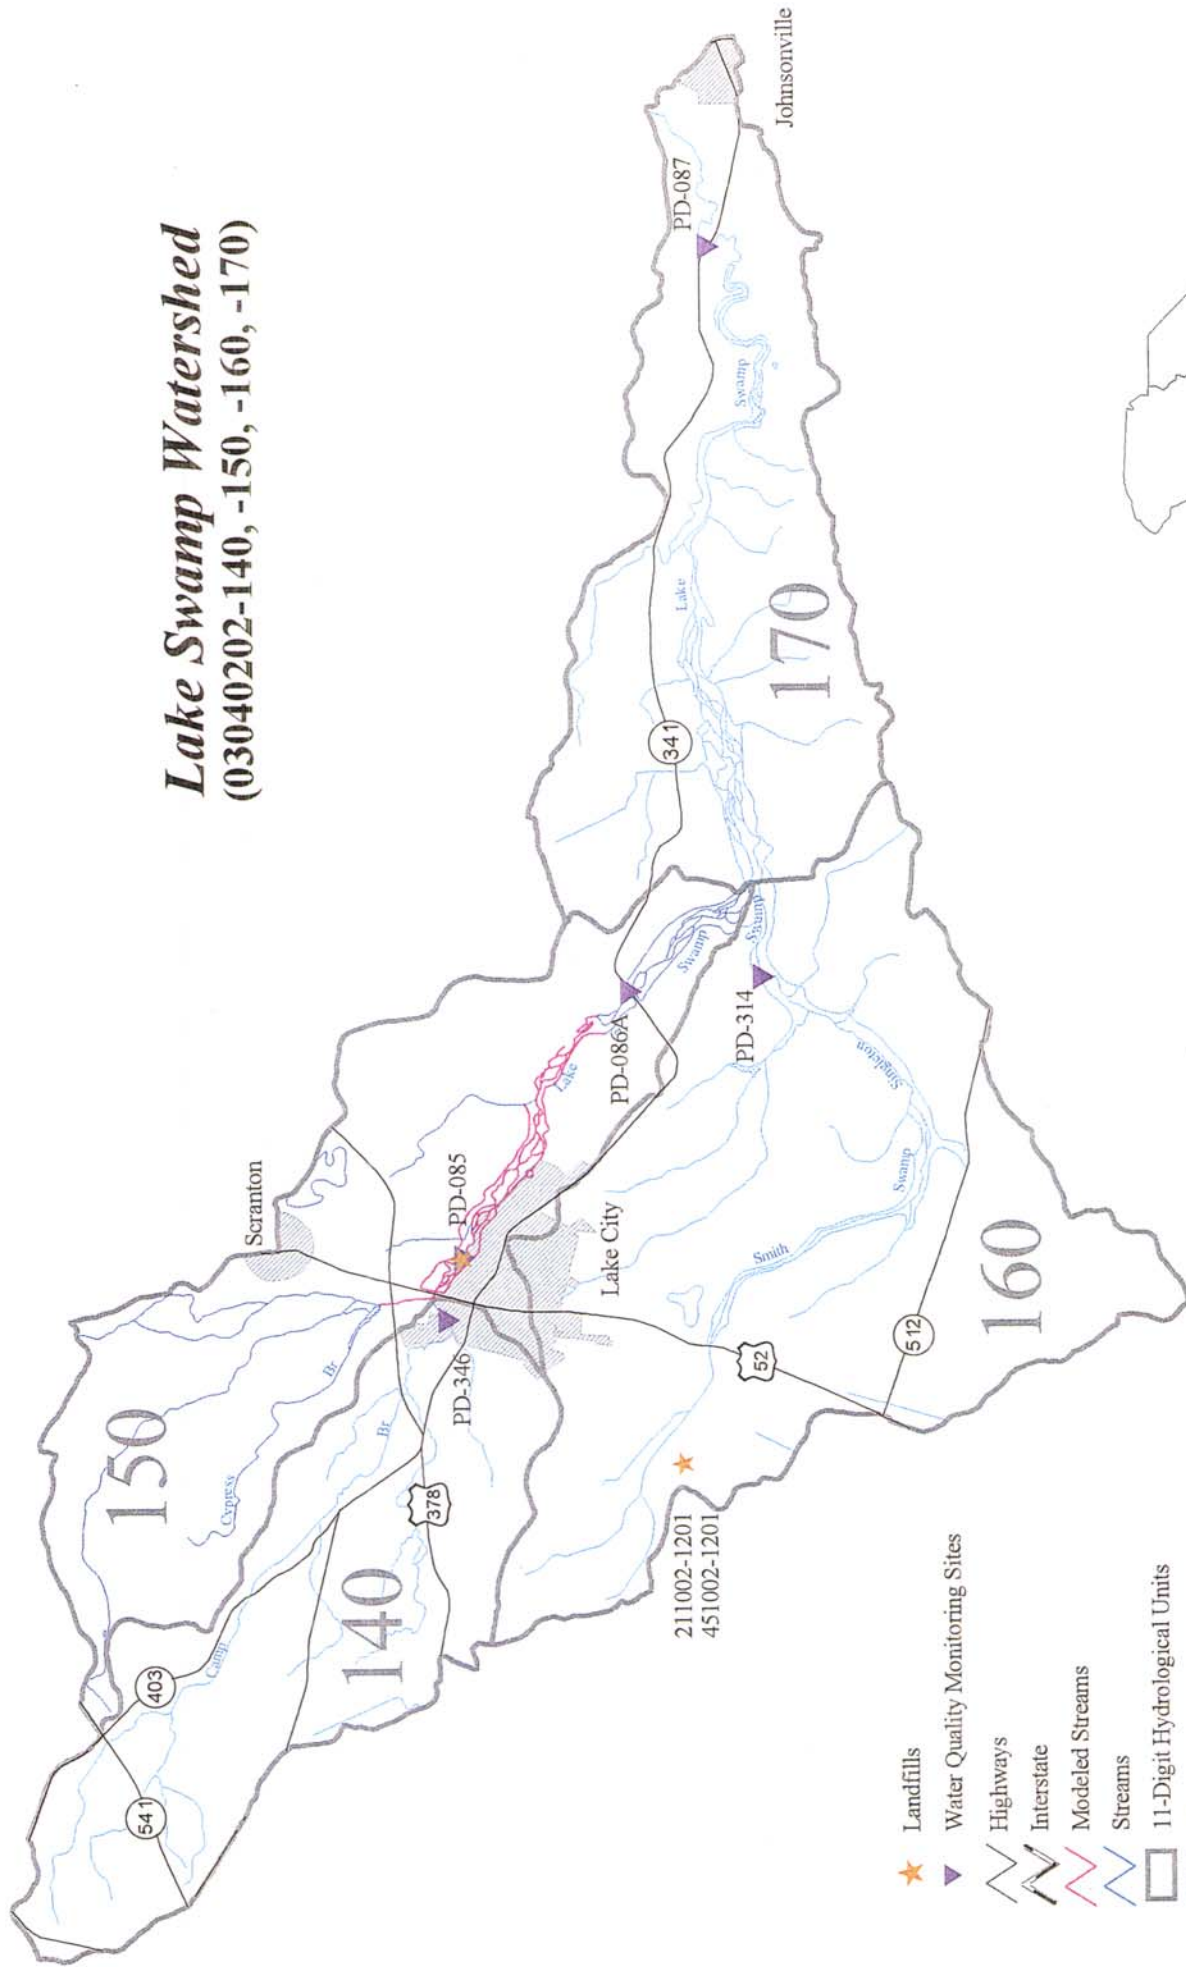 Lake Swamp Watershed
(03040202-140, -150, -160, -170)
Johnsonville
PD-087
Swamp
Lake
170
341
Swamp
Swamp
PD-314
PD-086A
Lake
Singleton
Scranton
PD-085
Lake City
Smith
Swamp
160
512
52
PD-346
Br
Br
150
Cypress
378
140
Camp
403
541
211002-1201
451002-1201
Landfills
Water Quality Monitoring Sites
Highways
Interstate
Modeled Streams
Streams
11-Digit Hydrological Units